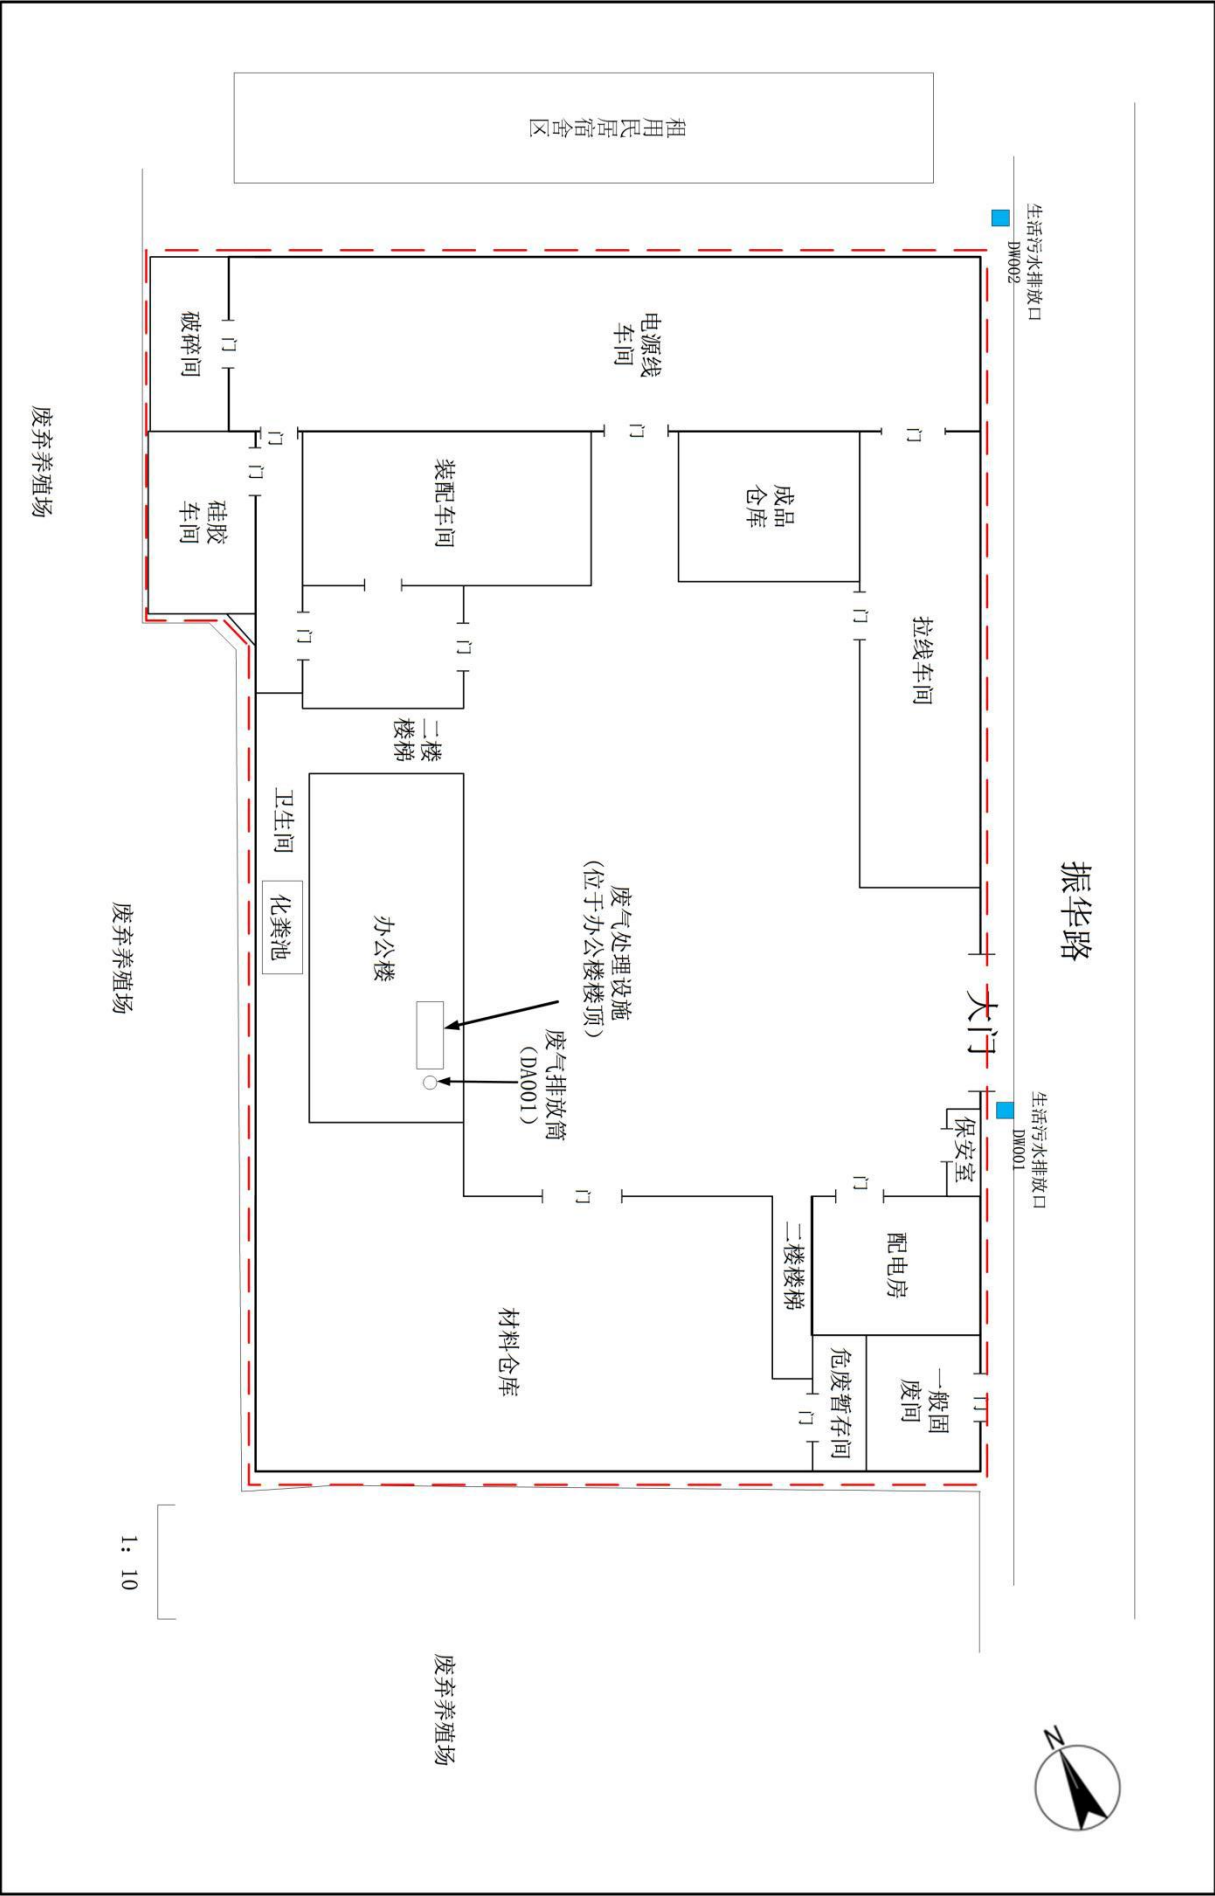 振华路
生活污水排放口
DW002
生活污水排放口
DW001
租用民居宿舍区
大门
保安室
电源线
车间
门
破碎间
门
门
门
门
硅胶
车间
装配车间
成品
仓库
拉线车间
门
门
门
门
二楼
楼梯
卫生间
化粪池
办公楼
废气处理设施
(位于办公楼楼顶)
废气排放筒
(DA001)
门
门
配电房
二楼楼梯
材料仓库
危废暂存间
门
一般固
废间
门
废弃养殖场
废弃养殖场
废弃养殖场
1: 10
N